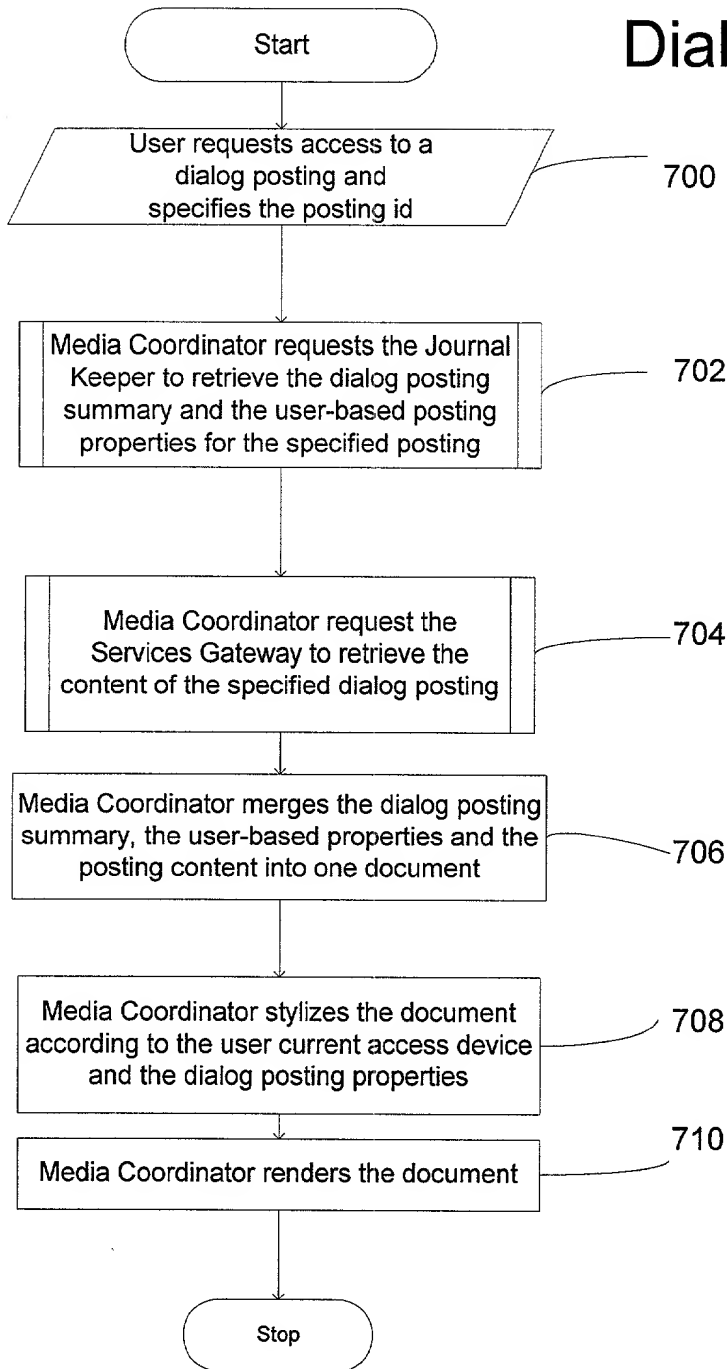 Start
Dial
User requests access to a
dialog posting and
specifies the posting id
700
Media Coordinator requests the Journal
Keeper to retrieve the dialog posting
summary and the user-based posting
properties for the specified posting
702
Media Coordinator request the
Services Gateway to retrieve the
content of the specified dialog posting
704
Media Coordinator merges the dialog posting
summary, the user-based properties and the
posting content into one document
706
Media Coordinator stylizes the document
according to the user current access device
and the dialog posting properties
708
Media Coordinator renders the document
710
Stop